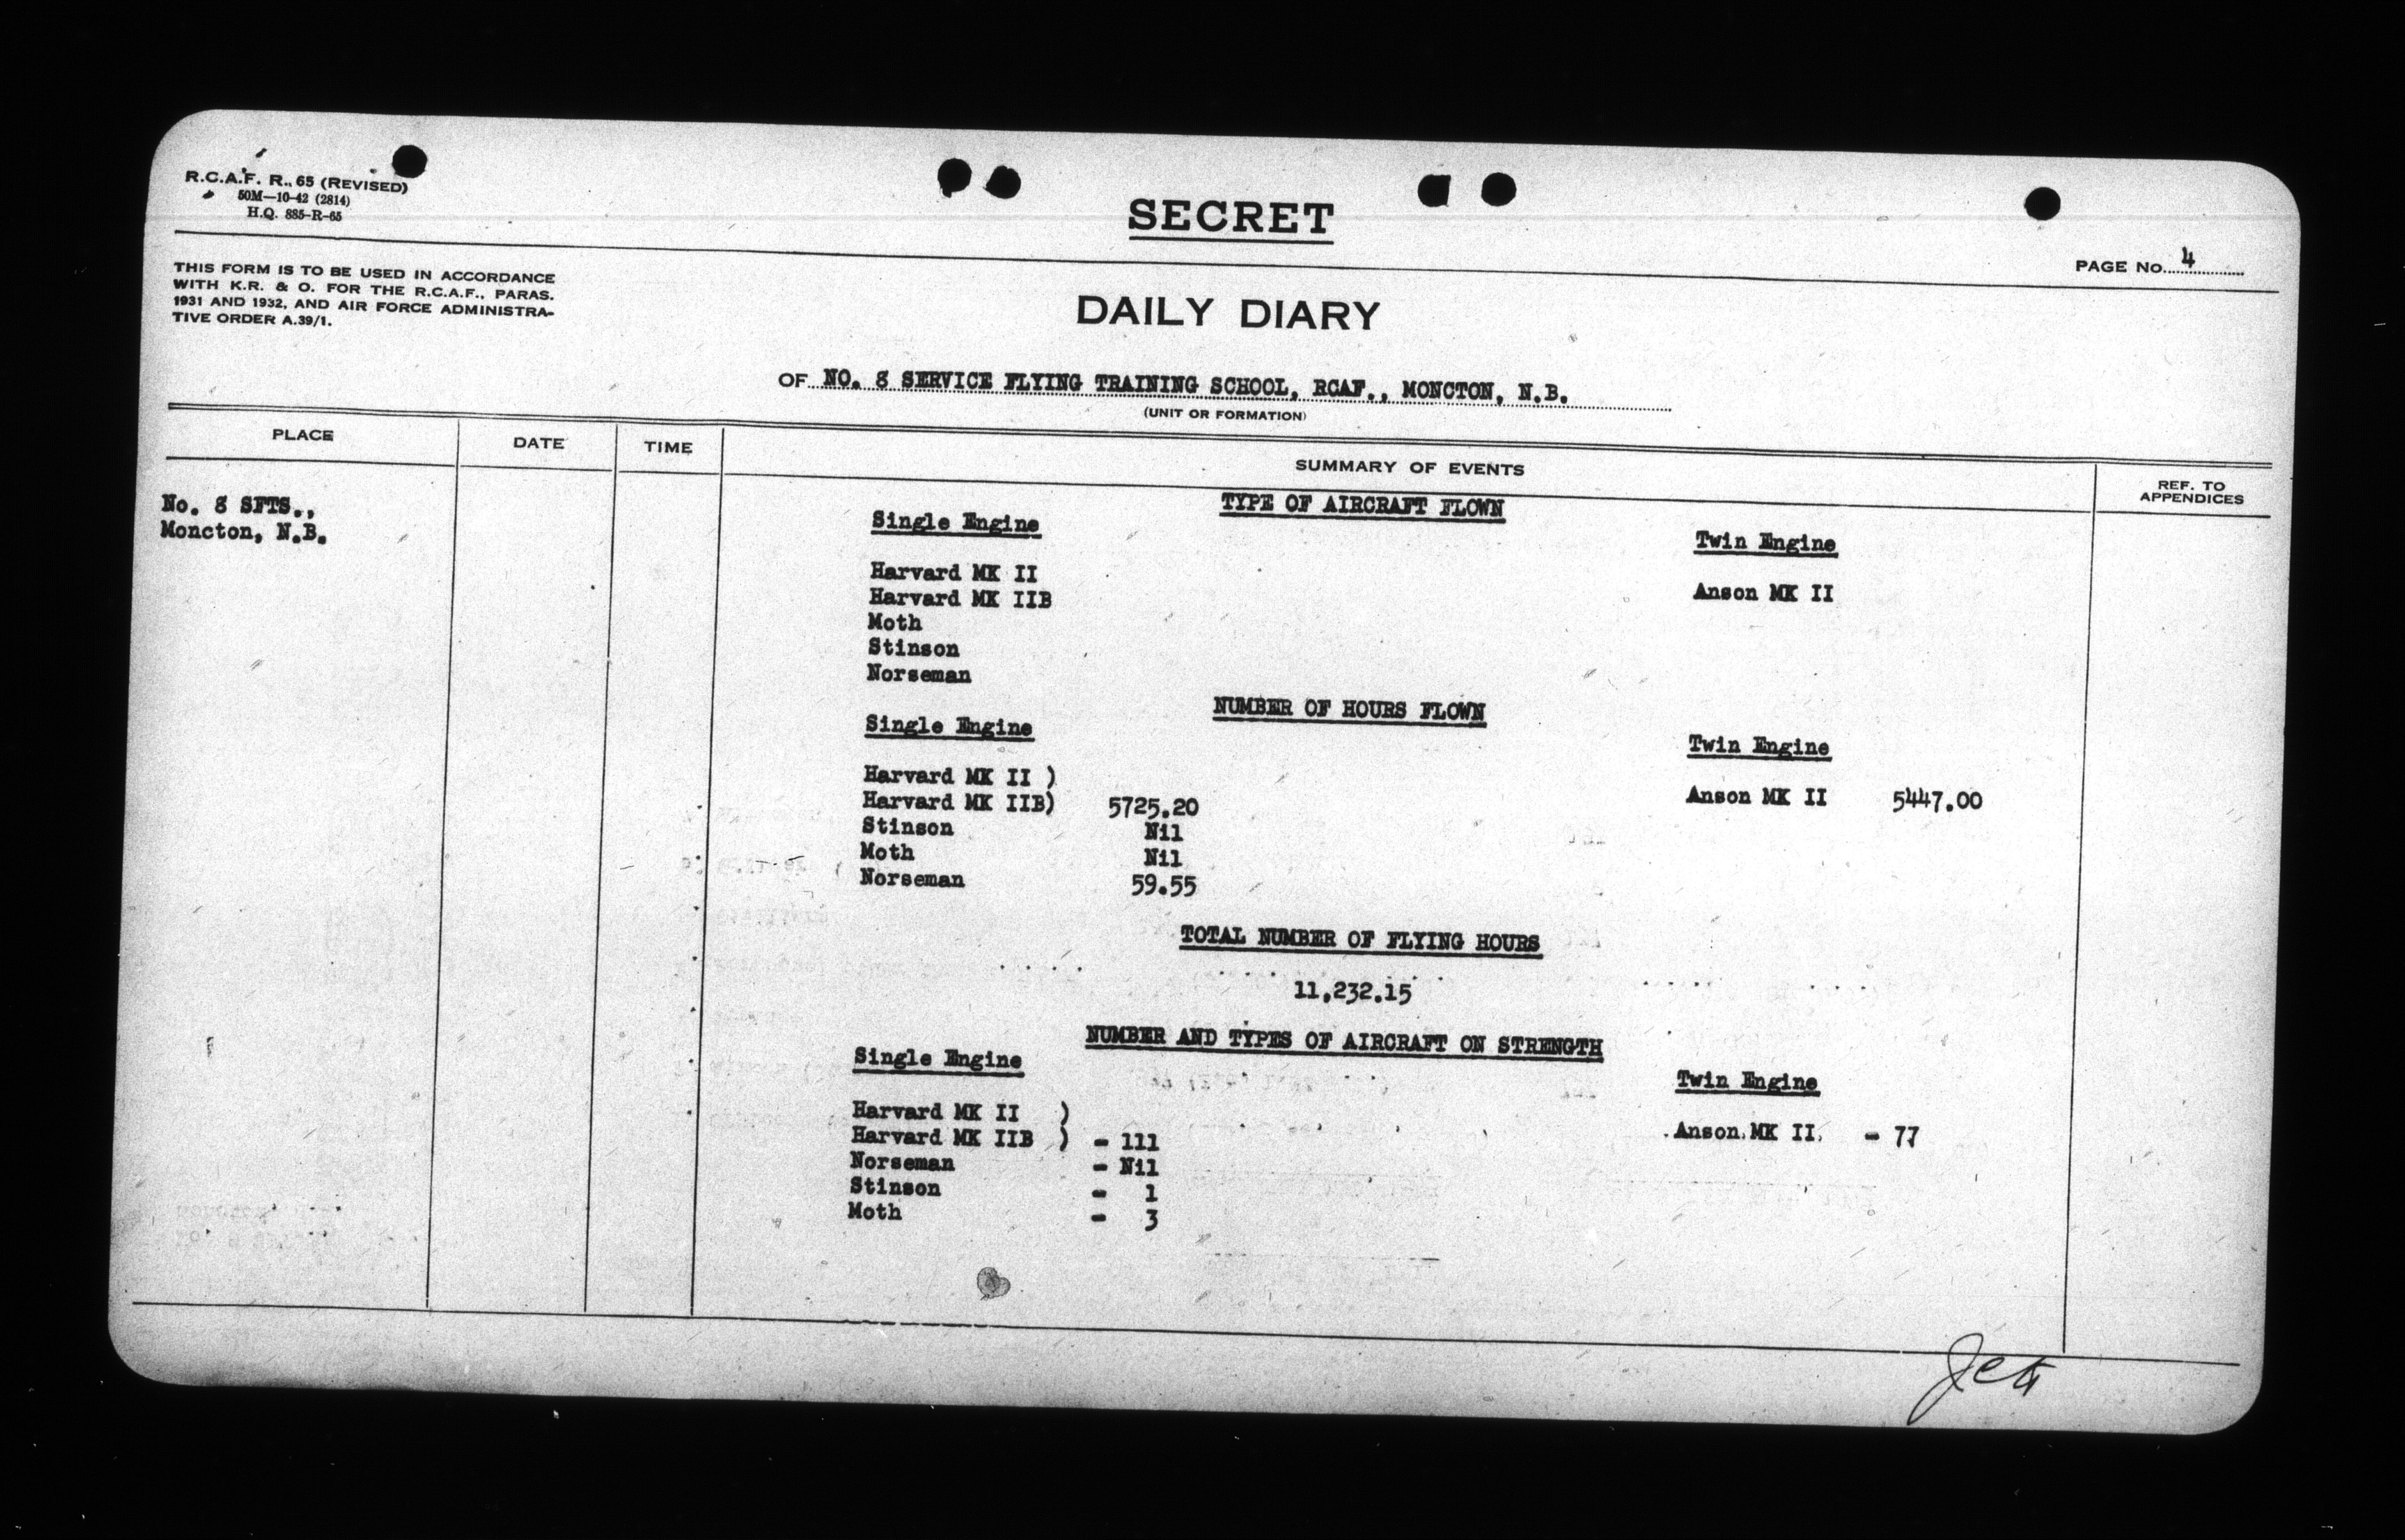 R.C.A.F. R. 65 (REVISED)
50M—10-42 (2814)
H.Q. 885-R-65
SECRET
PAGE No. 4
THIS FORM IS TO BE USED IN ACCORDANCE
WITH K.R. & O. FOR THE R.C.A.F., PARAS.
1931 AND 1932, AND AIR FORCE ADMINISTRA-
TIVE ORDER A.39/1.
DAILY DIARY
OF NO. 8 SERVICE FLYING TRAINING SCHOOL, RCAF., MONCTON, N.B.
(UNIT OR FORMATION)
PLACE DATE TIME SUMMARY OF EVENTS REF. TO APPENDICES
No. 8 SFTS.,
Moncton, N.B.
TYPE OF AIRCRAFT FLOWN
Single Engine Twin Engine
Harvard MK II Anson MK II
Harvard MK IIB
Moth
Stinson
Norseman
NUMBER OF HOURS FLOWN
Single Engine Twin Engine
Harvard MK II ) Anson MK II 5447.00
Harvard MK IIB) 5725.20
Stinson Nil
Moth Nil
Norseman 59.55
TOTAL NUMBER OF FLYING HOURS
11,232.15
NUMBER AND TYPES OF AIRCRAFT ON STRENGTH
Single Engine Twin Engine
Harvard MK II ) Anson MK II - 77
Harvard MK IIB ) - 111
Norseman - Nil
Stinson - 1
Moth - 3